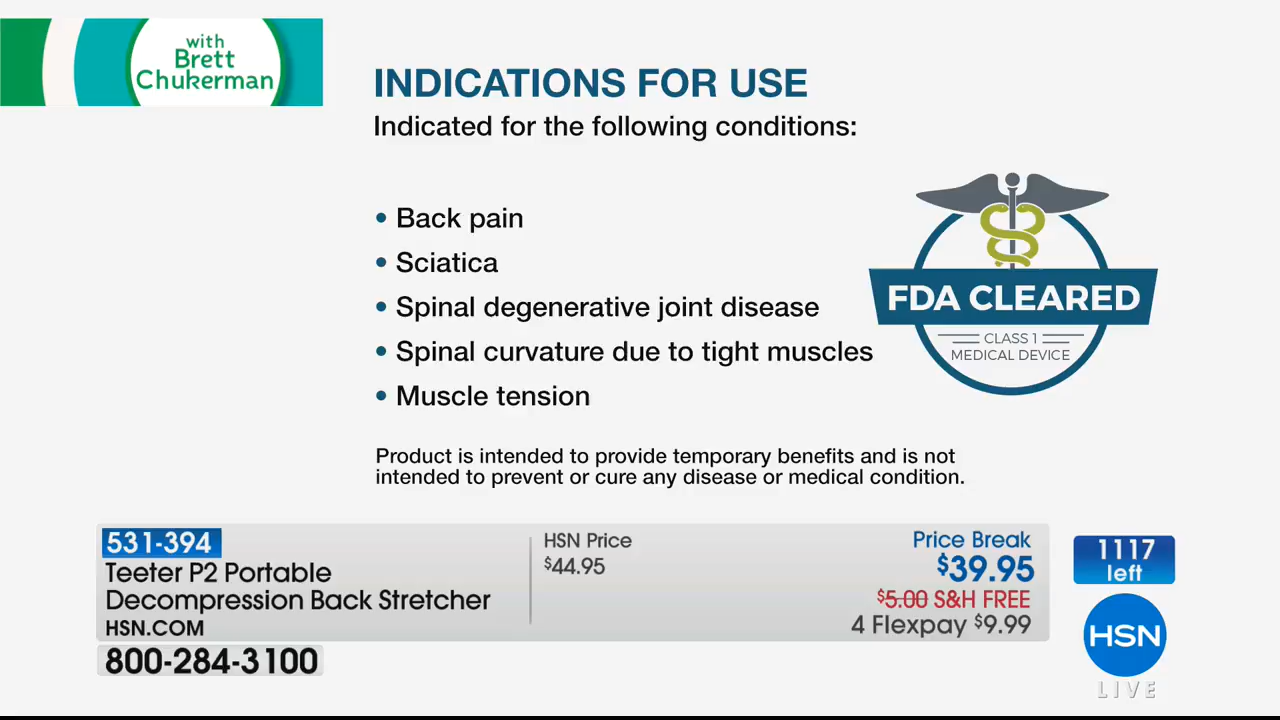 with
Brett
Chukerman
INDICATIONS FOR USE
Indicated for the following conditions:
• Back pain
• Sciatica
• Spinal degenerative joint disease
• Spinal curvature due to tight muscles
• Muscle tension
FDA CLEARED
CLASS 1
MEDICAL DEVICE
Product is intended to provide temporary benefits and is not
intended to prevent or cure any disease or medical condition.
531-394
Teeter P2 Portable
Decompression Back Stretcher
HSN.COM
800-284-3100
HSN Price
$44.95
Price Break
$39.95
$5.00 S&H FREE
4 Flexpay $9.99
1117
left
HSN
LIVE